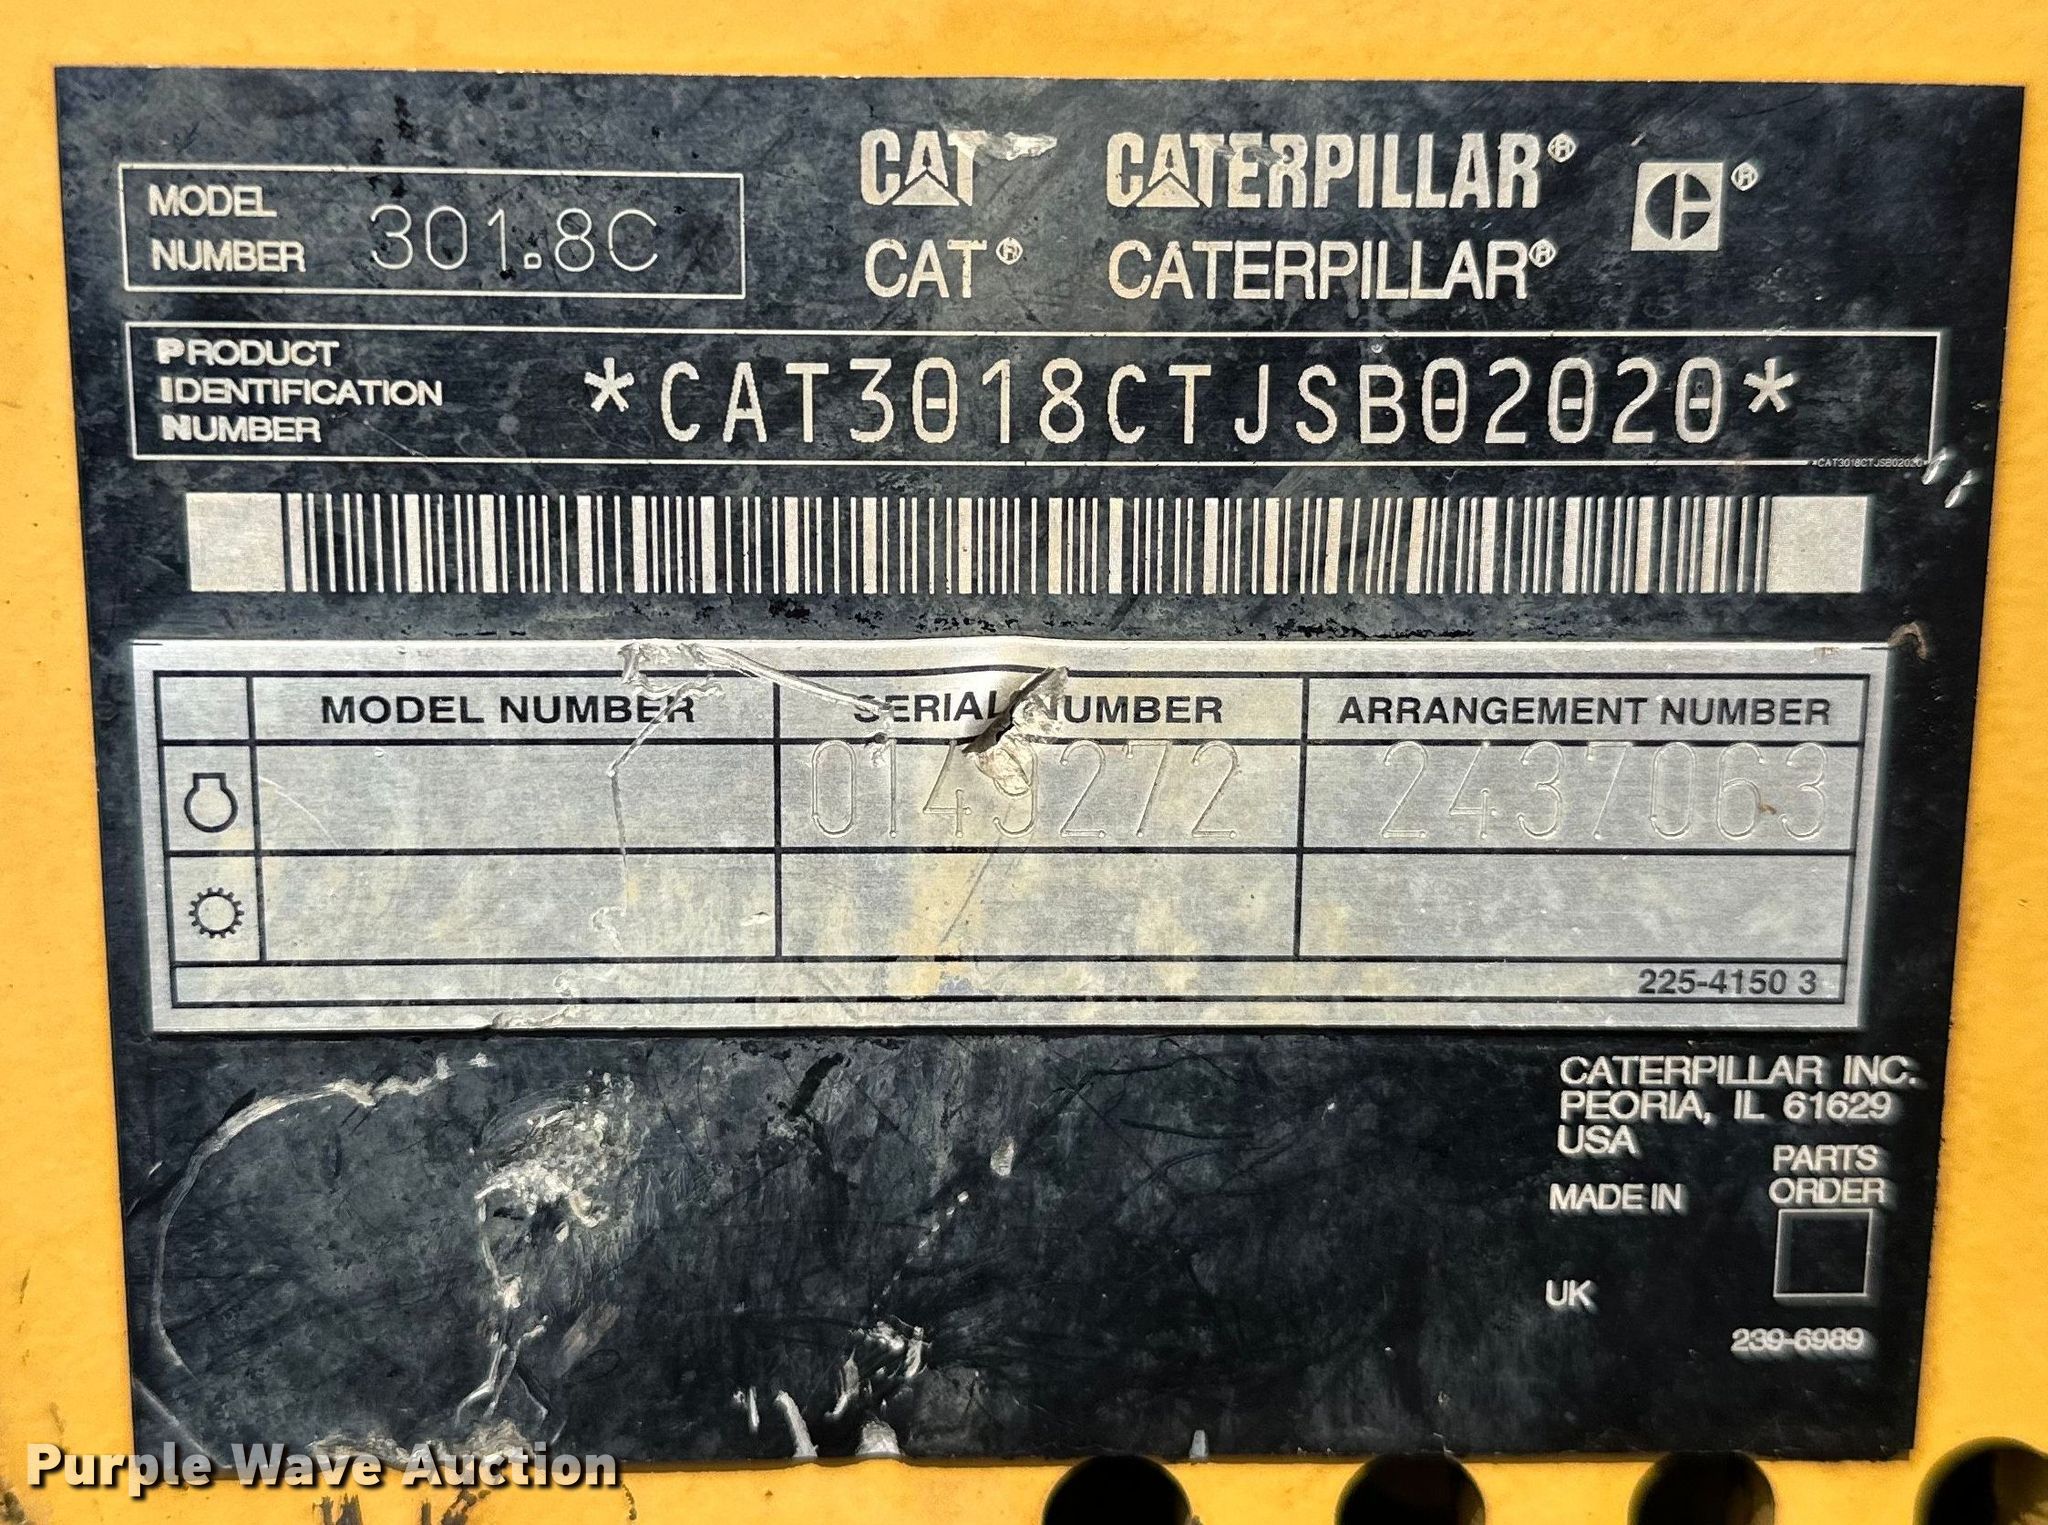 CAT CATERPILLAR®
CAT® CATERPILLAR® ®
MODEL NUMBER 301.8C
PRODUCT IDENTIFICATION NUMBER *CAT3018CTJSB02020*
*CAT3018CTJSB02020*
MODEL NUMBER SERIAL NUMBER ARRANGEMENT NUMBER
0149272 2437063
225-4150 3
CATERPILLAR INC.
PEORIA, IL 61629
USA
MADE IN
UK
PARTS
ORDER
239-6989
Purple Wave Auction